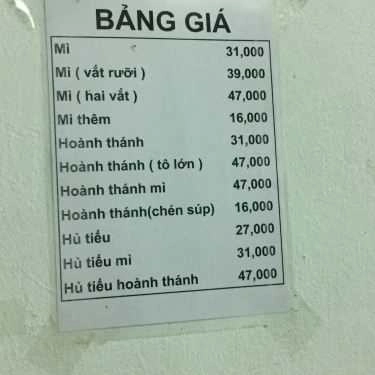 BẢNG GIÁ
Mì 31,000
Mì ( vắt rưỡi ) 39,000
Mì ( hai vắt ) 47,000
Mì thêm 16,000
Hoành thánh 31,000
Hoành thánh ( tô lớn ) 47,000
Hoành thánh mì 47,000
Hoành thánh(chén súp) 16,000
Hủ tiếu 27,000
Hủ tiếu mì 31,000
Hủ tiếu hoành thánh 47,000